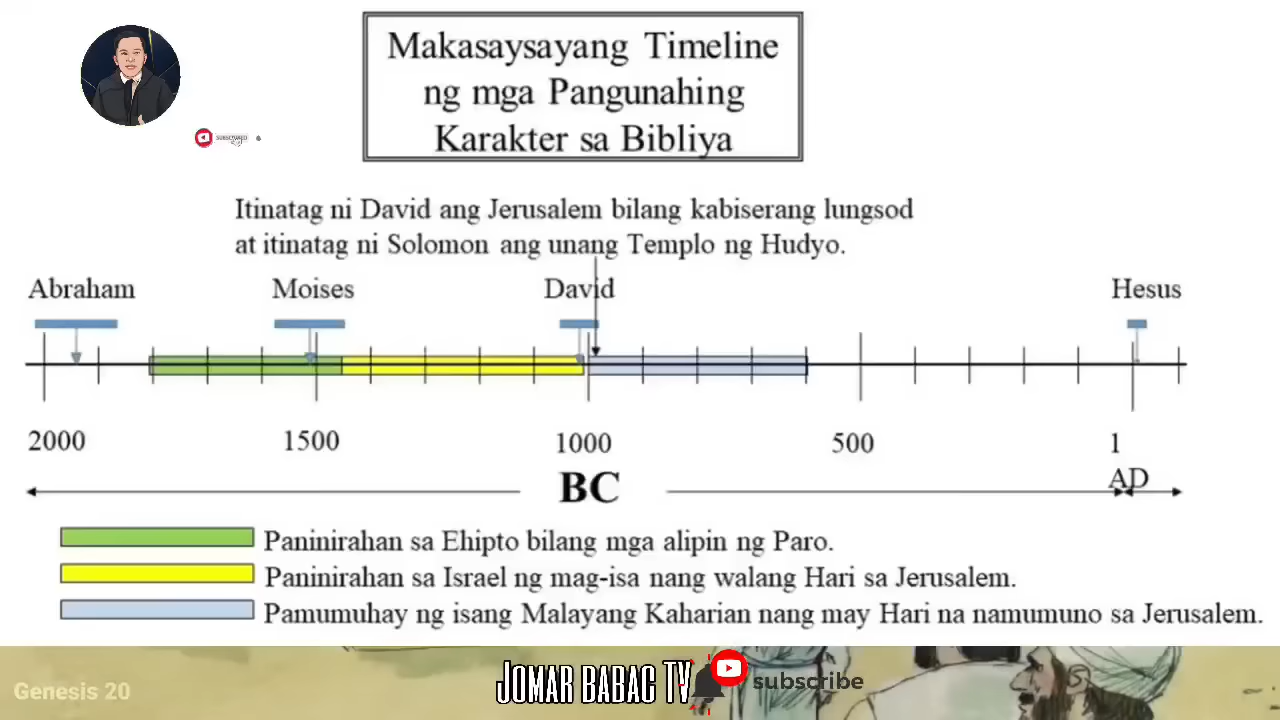 Makasaysayang Timeline
ng mga Pangunahing
Karakter sa Bibliya
SUBSCRIBED
Itinatag ni David ang Jerusalem bilang kabiserang lungsod
at itinatag ni Solomon ang unang Templo ng Hudyo.
Abraham Moises David Hesus
2000 1500 1000 500 1
AD
BC
Paninirahan sa Ehipto bilang mga alipin ng Paro.
Paninirahan sa Israel ng mag-isa nang walang Hari sa Jerusalem.
Pamumuhay ng isang Malayang Kaharian nang may Hari na namumuno sa Jerusalem.
Genesis 20
JOMAR BABAC TV
subscribe